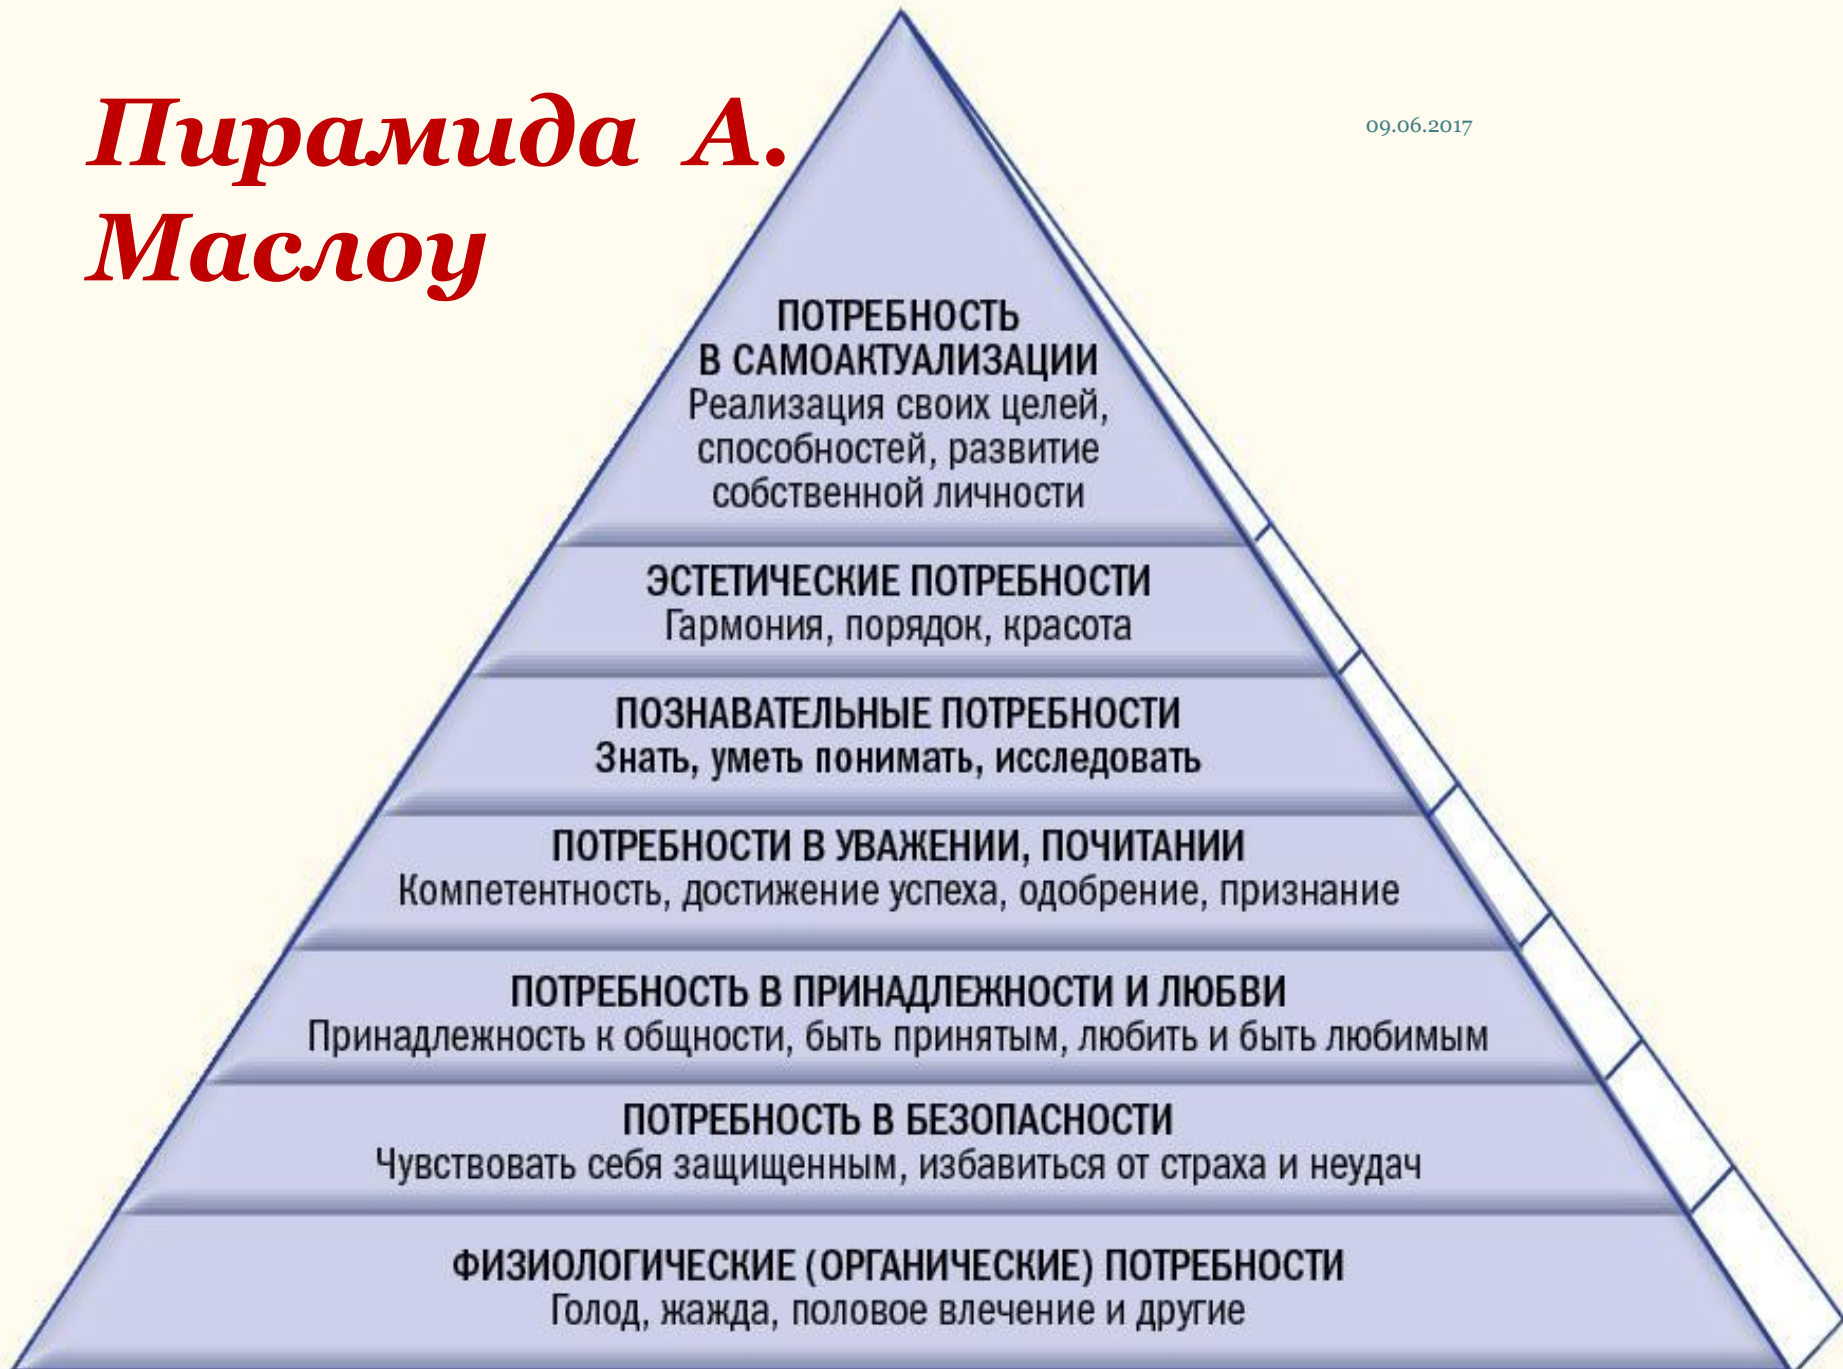 Пирамида А.
Маслоу
09.06.2017
ПОТРЕБНОСТЬ
В САМОАКТУАЛИЗАЦИИ
Реализация своих целей,
способностей, развитие
собственной личности
ЭСТЕТИЧЕСКИЕ ПОТРЕБНОСТИ
Гармония, порядок, красота
ПОЗНАВАТЕЛЬНЫЕ ПОТРЕБНОСТИ
Знать, уметь понимать, исследовать
ПОТРЕБНОСТИ В УВАЖЕНИИ, ПОЧИТАНИИ
Компетентность, достижение успеха, одобрение, признание
ПОТРЕБНОСТЬ В ПРИНАДЛЕЖНОСТИ И ЛЮБВИ
Принадлежность к общности, быть принятым, любить и быть любимым
ПОТРЕБНОСТЬ В БЕЗОПАСНОСТИ
Чувствовать себя защищенным, избавиться от страха и неудач
ФИЗИОЛОГИЧЕСКИЕ (ОРГАНИЧЕСКИЕ) ПОТРЕБНОСТИ
Голод, жажда, половое влечение и другие